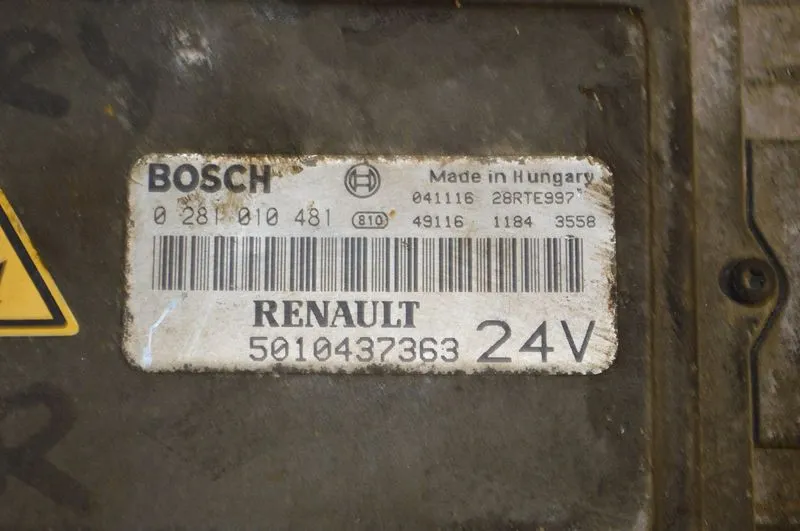 BOSCH Made in Hungary
041116 28RTE997
0 281 010 481 810 49116 1184 3558
RENAULT
5010437363 24V
R